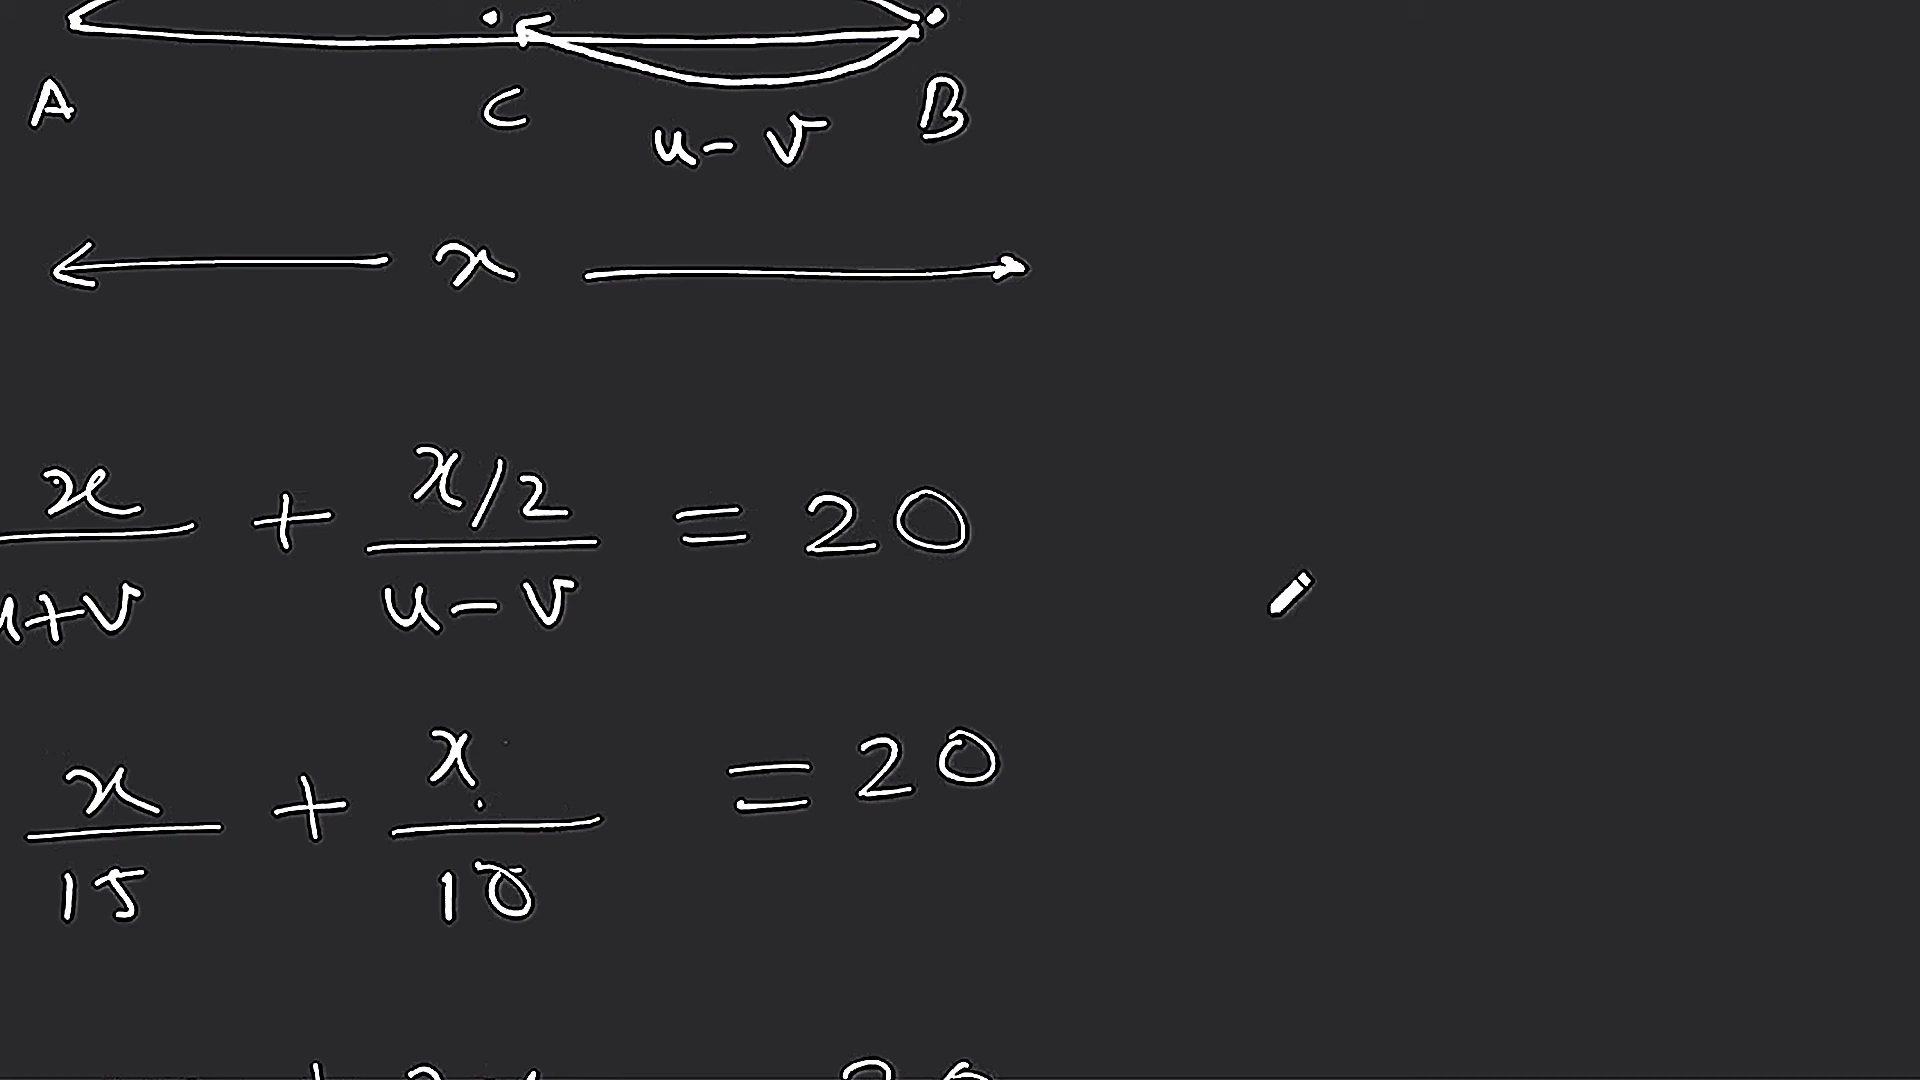 A C B
u - v
x
x/(u+v) + (x/2)/(u-v) = 20
x/15 + x/10 = 20